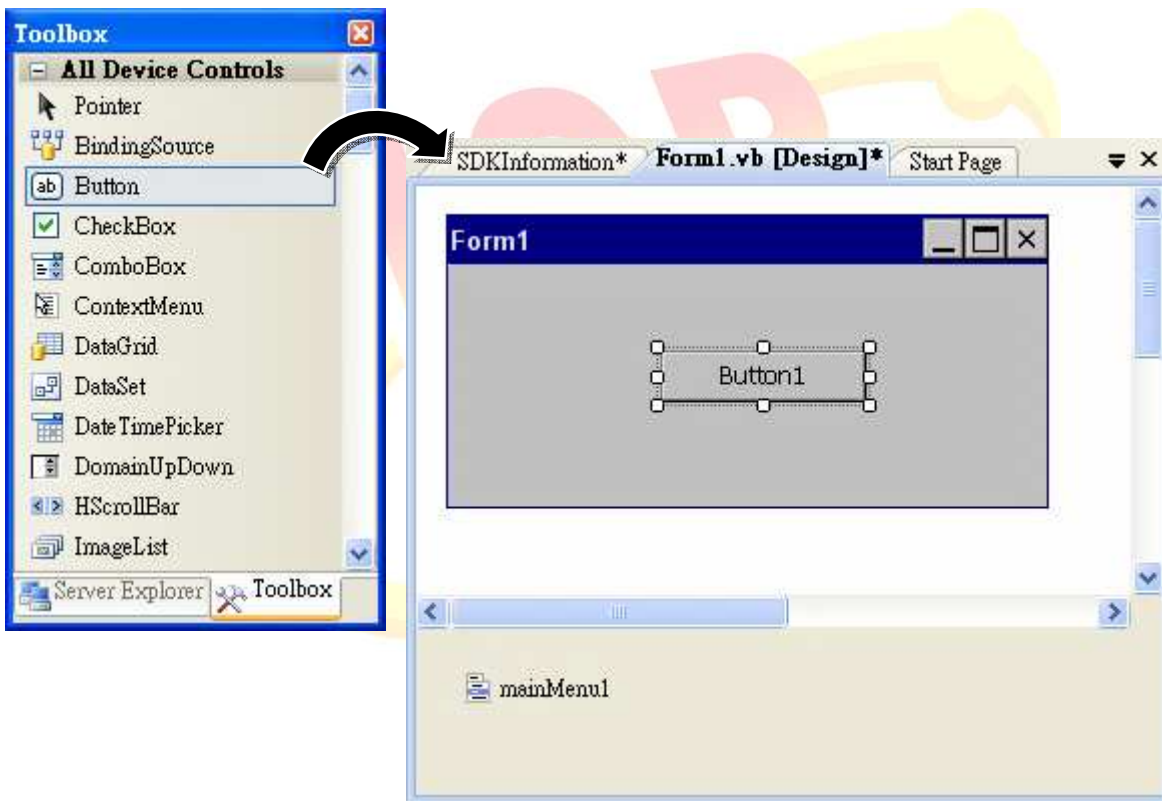 Toolbox
All Device Controls
Pointer
BindingSource
ab Button
CheckBox
ComboBox
ContextMenu
DataGrid
DataSet
DateTimePicker
DomainUpDown
HScrollBar
ImageList
Server Explorer Toolbox
SDKInformation* Form1.vb [Design]* Start Page
Form1
Button1
mainMenu1